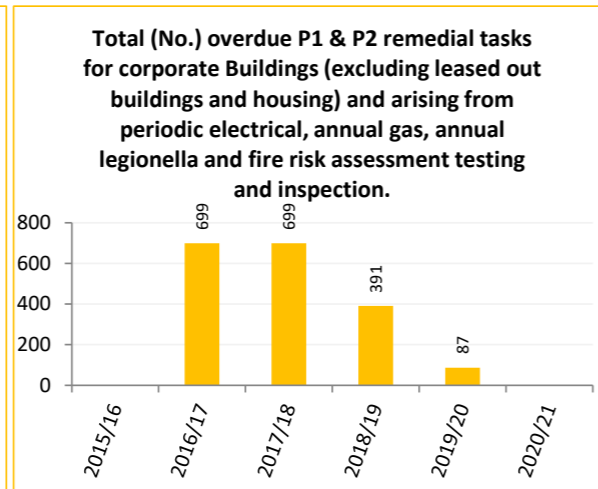 Total (No.) overdue P1 & P2 remedial tasks
for corporate Buildings (excluding leased out
buildings and housing) and arising from
periodic electrical, annual gas, annual
legionella and fire risk assessment testing
and inspection.
800
600
400
200
0
699
699
391
87
2015/16
2016/17
2017/18
2018/19
2019/20
2020/21